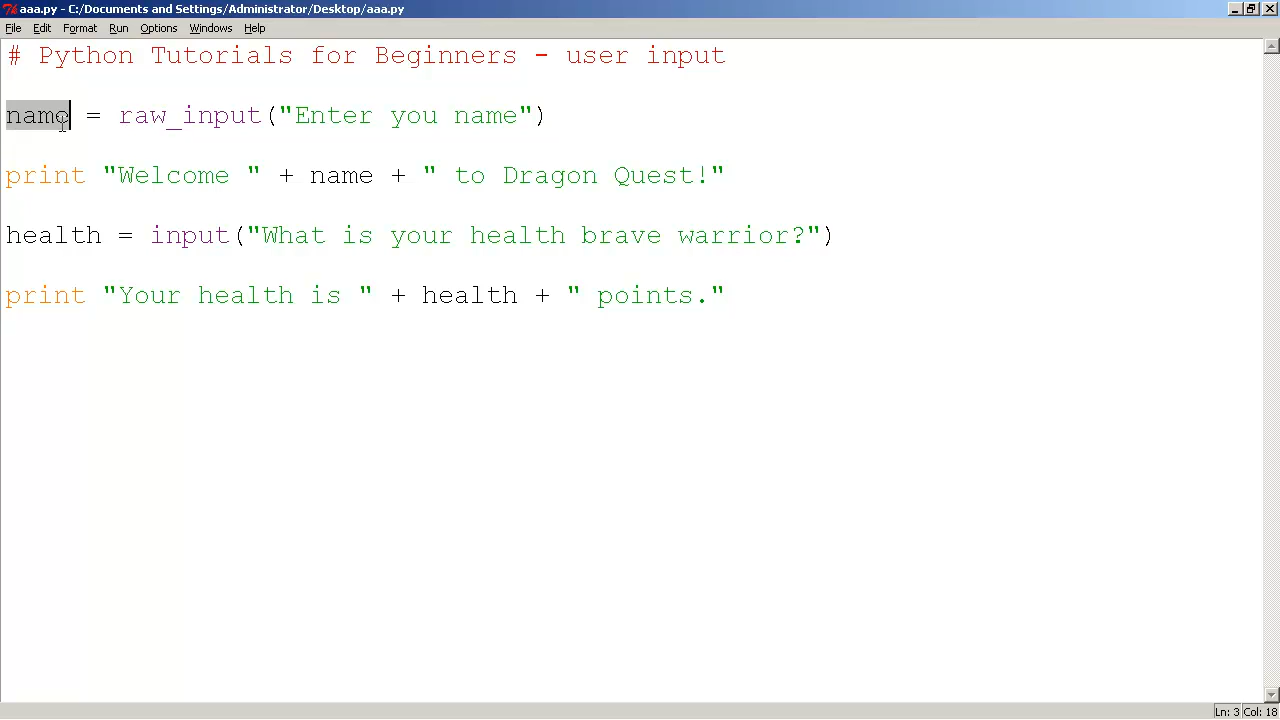 aaa.py - C:/Documents and Settings/Administrator/Desktop/aaa.py
File Edit Format Run Options Windows Help
# Python Tutorials for Beginners - user input
name = raw_input("Enter you name")
print "Welcome " + name + " to Dragon Quest!"
health = input("What is your health brave warrior?")
print "Your health is " + health + " points."
Ln: 3 Col: 18